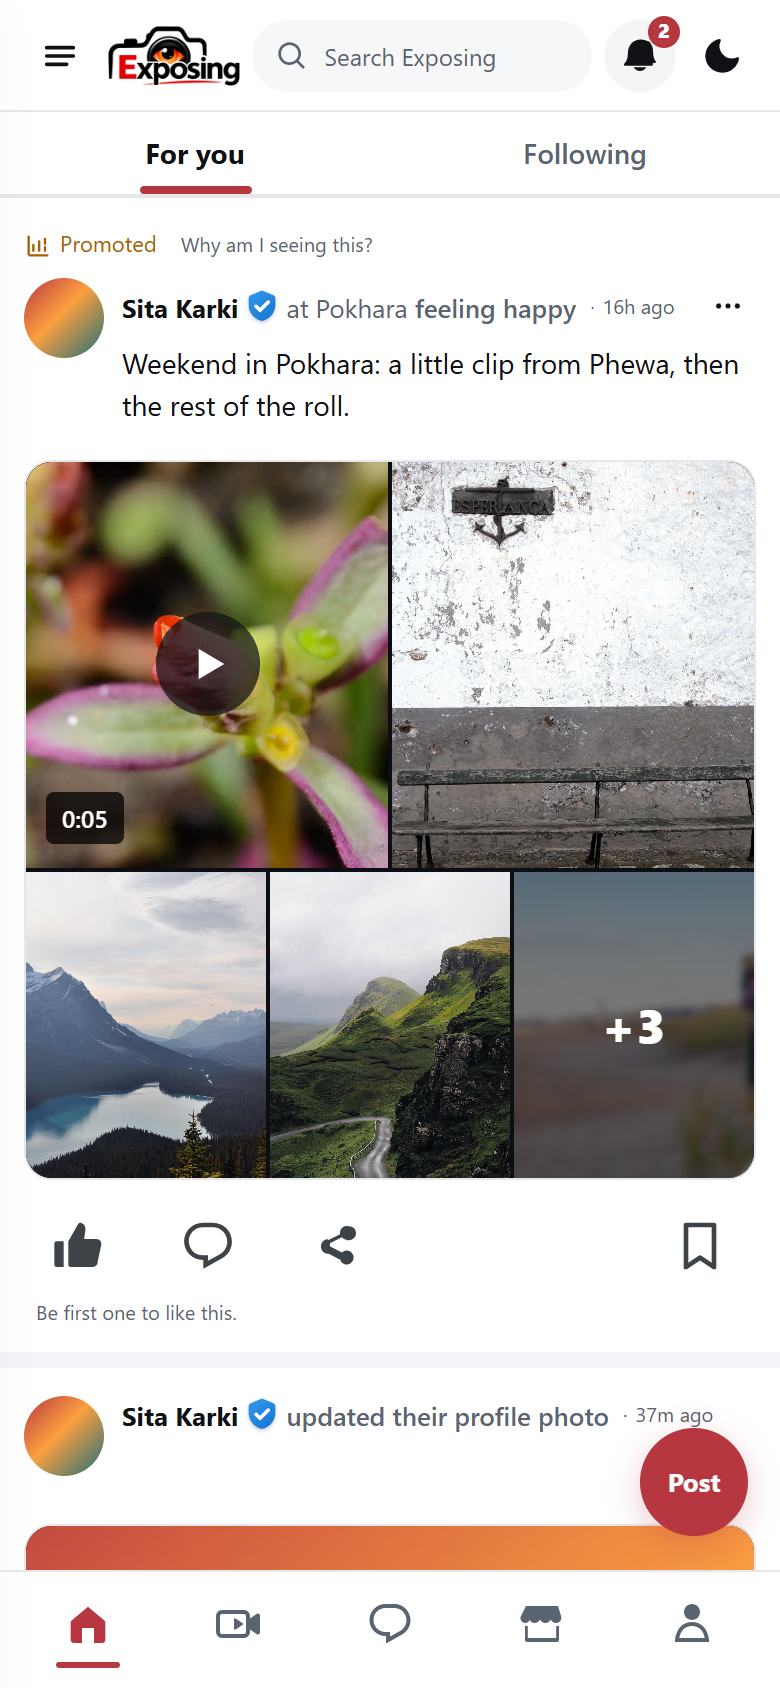 Exposing
Search Exposing
2
For you
Following
Promoted Why am I seeing this?
Sita Karki at Pokhara feeling happy · 16h ago
Weekend in Pokhara: a little clip from Phewa, then
the rest of the roll.
ESPERANÇA
0:05
+3
Be first one to like this.
Sita Karki updated their profile photo · 37m ago
Post